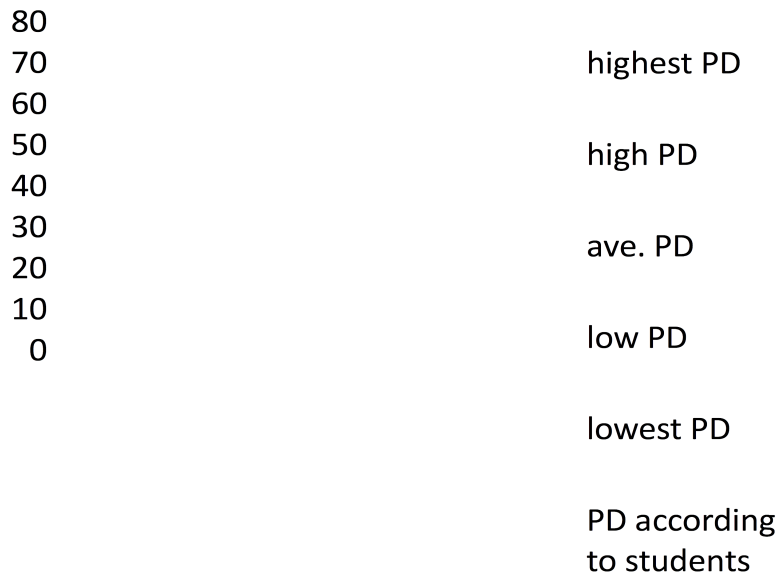 80
70
60
50
40
30
20
10
0
highest PD
high PD
ave. PD
low PD
lowest PD
PD according
to students